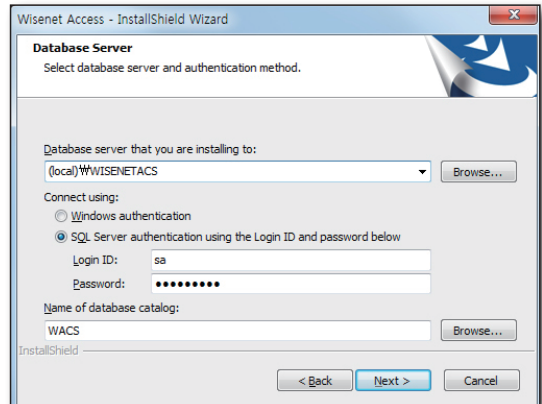 Wisenet Access - InstallShield Wizard
Database Server
Select database server and authentication method.
Database server that you are installing to:
(local)₩WISENETACS
Browse...
Connect using:
Windows authentication
SQL Server authentication using the Login ID and password below
Login ID:
sa
Password:
●●●●●●●●●
Name of database catalog:
WACS
Browse...
InstallShield
< Back
Next >
Cancel